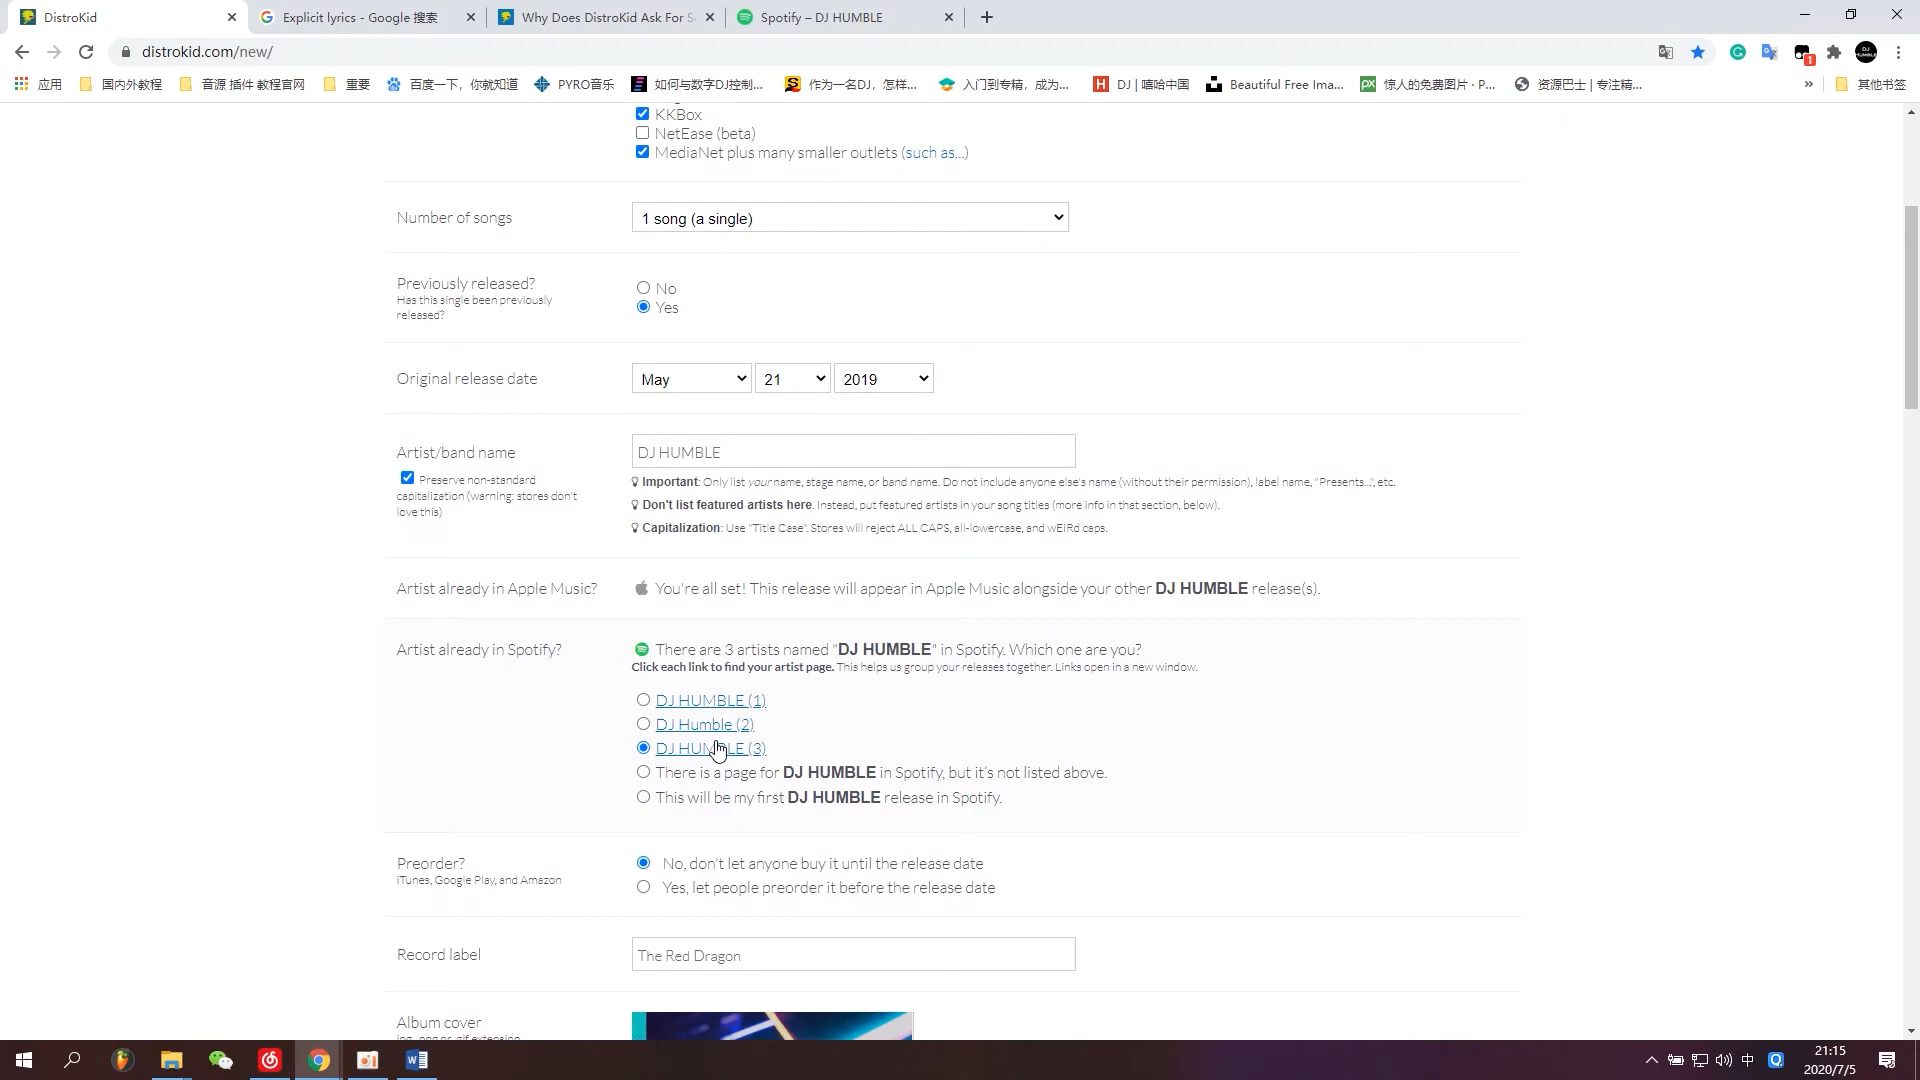 DistroKid
Explicit lyrics - Google 搜索
Why Does DistroKid Ask For S
Spotify – DJ HUMBLE
distrokid.com/new/
应用
国内外教程
音源 插件 教程官网
重要
百度一下，你就知道
PYRO音乐
如何与数字DJ控制...
作为一名DJ，怎样...
入门到专精，成为...
DJ | 嘻哈中国
Beautiful Free Ima...
惊人的免费图片 · P...
资源巴士 | 专注精...
»
其他书签
KKBox
NetEase (beta)
MediaNet plus many smaller outlets (such as...)
Number of songs
1 song (a single)
Previously released?
Has this single been previously
released?
No
Yes
Original release date
May
21
2019
Artist/band name
DJ HUMBLE
Preserve non-standard
capitalization (warning: stores don't
love this)
Important: Only list your name, stage name, or band name. Do not include anyone else's name (without their permission), label name, "Presents...", etc.
Don't list featured artists here. Instead, put featured artists in your song titles (more info in that section, below).
Capitalization: Use "Title Case". Stores will reject ALL CAPS, all-lowercase, and wEiRd caps.
Artist already in Apple Music?
You're all set! This release will appear in Apple Music alongside your other DJ HUMBLE release(s).
Artist already in Spotify?
There are 3 artists named "DJ HUMBLE" in Spotify. Which one are you?
Click each link to find your artist page. This helps us group your releases together. Links open in a new window.
DJ HUMBLE (1)
DJ Humble (2)
DJ HUMBLE (3)
There is a page for DJ HUMBLE in Spotify, but it's not listed above.
This will be my first DJ HUMBLE release in Spotify.
Preorder?
iTunes, Google Play, and Amazon
No, don't let anyone buy it until the release date
Yes, let people preorder it before the release date
Record label
The Red Dragon
Album cover
中
21:15
2020/7/5